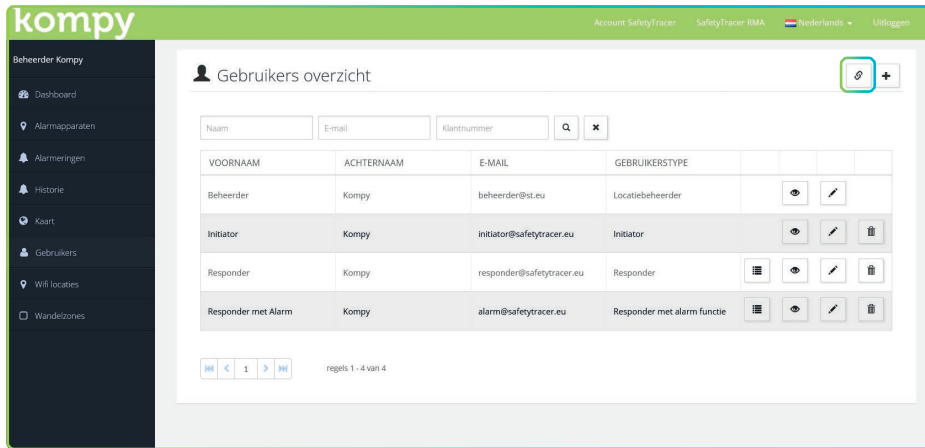 kompy
Account SafetyTracer SafetyTracer RMA Nederlands Uitloggen
Beheerder Kompy
Dashboard
Alarmapparaten
Alarmeringen
Historie
Kaart
Gebruikers
Wifi locaties
Wandelzones
Gebruikers overzicht
Naam E-mail Klantnummer
VOORNAAM ACHTERNAAM E-MAIL GEBRUIKERSTYPE
Beheerder Kompy beheerder@st.eu Locatiebeheerder
Initiator Kompy initiator@safetytracer.eu Initiator
Responder Kompy responder@safetytracer.eu Responder
Responder met Alarm Kompy alarm@safetytracer.eu Responder met alarm functie
1 regels 1 - 4 van 4